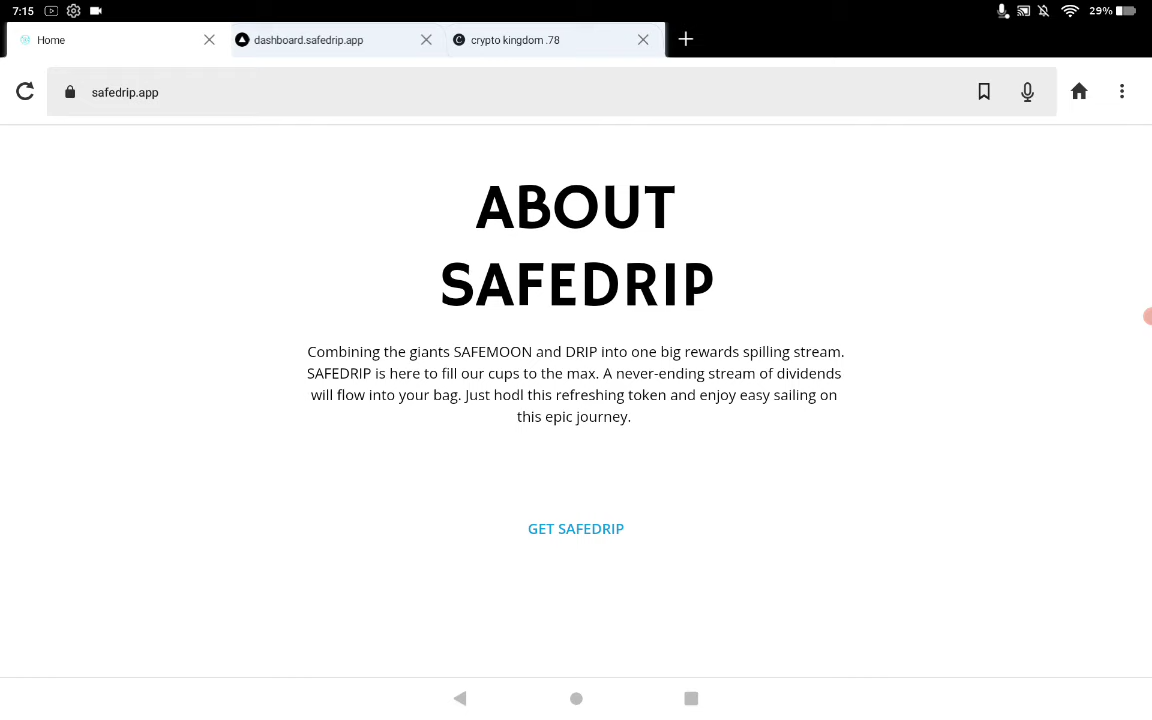 7:15
29%
Home
dashboard.safedrip.app
crypto kingdom .78
safedrip.app
ABOUT
SAFEDRIP
Combining the giants SAFEMOON and DRIP into one big rewards spilling stream.
SAFEDRIP is here to fill our cups to the max. A never-ending stream of dividends
will flow into your bag. Just hodl this refreshing token and enjoy easy sailing on
this epic journey.
GET SAFEDRIP